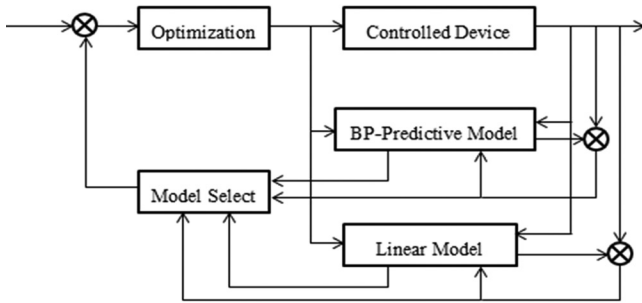 Optimization
Controlled Device
BP-Predictive Model
Model Select
Linear Model